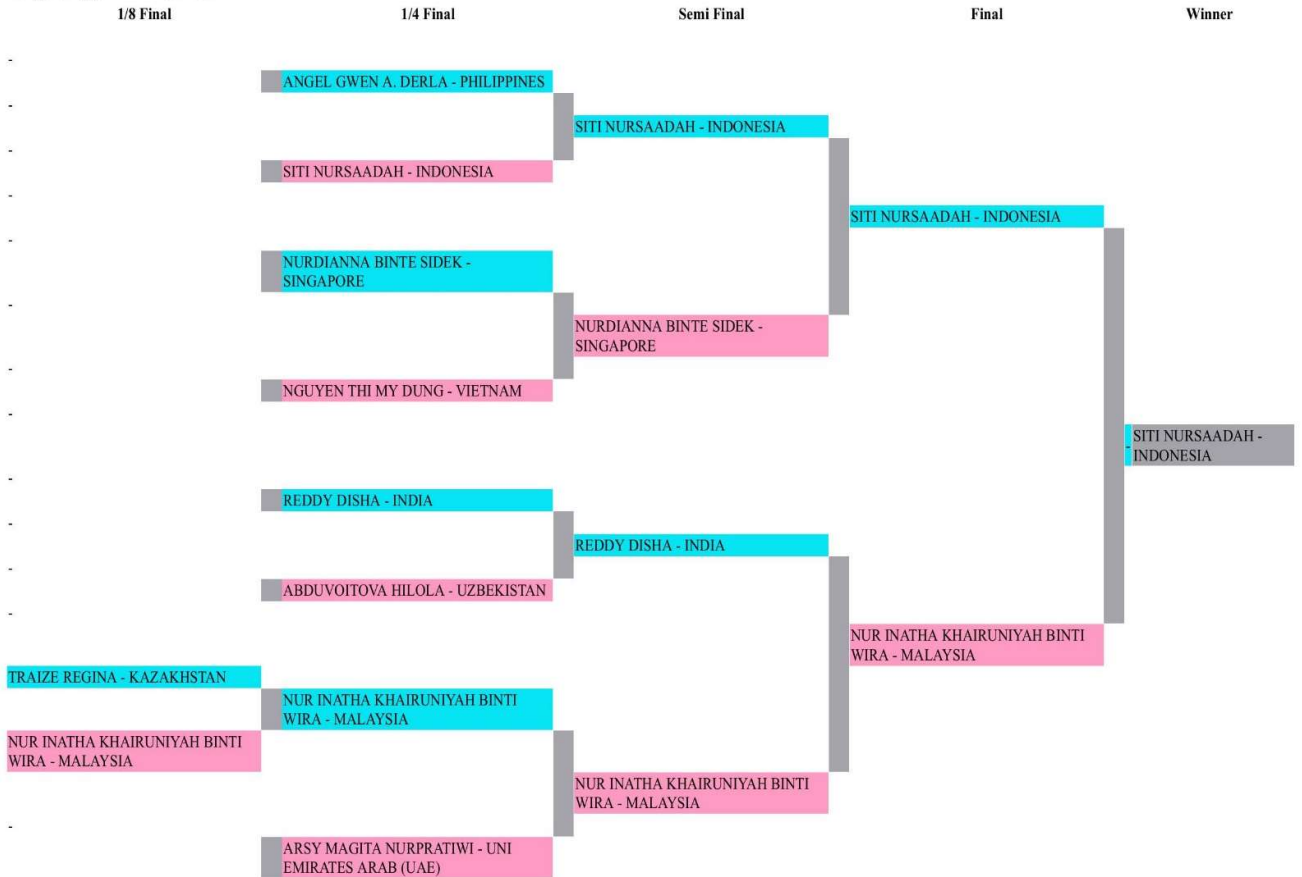 1/8 Final
1/4 Final
Semi Final
Final
Winner
-
ANGEL GWEN A. DERLA - PHILIPPINES
-
SITI NURSAADAH - INDONESIA
-
SITI NURSAADAH - INDONESIA
-
SITI NURSAADAH - INDONESIA
-
NURDIANNA BINTE SIDEK -
SINGAPORE
-
NURDIANNA BINTE SIDEK -
SINGAPORE
-
NGUYEN THI MY DUNG - VIETNAM
-
- SITI NURSAADAH -
INDONESIA
-
REDDY DISHA - INDIA
-
REDDY DISHA - INDIA
-
ABDUVOITOVA HILOLA - UZBEKISTAN
-
NUR INATHA KHAIRUNIYAH BINTI
WIRA - MALAYSIA
TRAIZE REGINA - KAZAKHSTAN
NUR INATHA KHAIRUNIYAH BINTI
WIRA - MALAYSIA
NUR INATHA KHAIRUNIYAH BINTI
WIRA - MALAYSIA
NUR INATHA KHAIRUNIYAH BINTI
WIRA - MALAYSIA
-
ARSY MAGITA NURPRATIWI - UNI
EMIRATES ARAB (UAE)